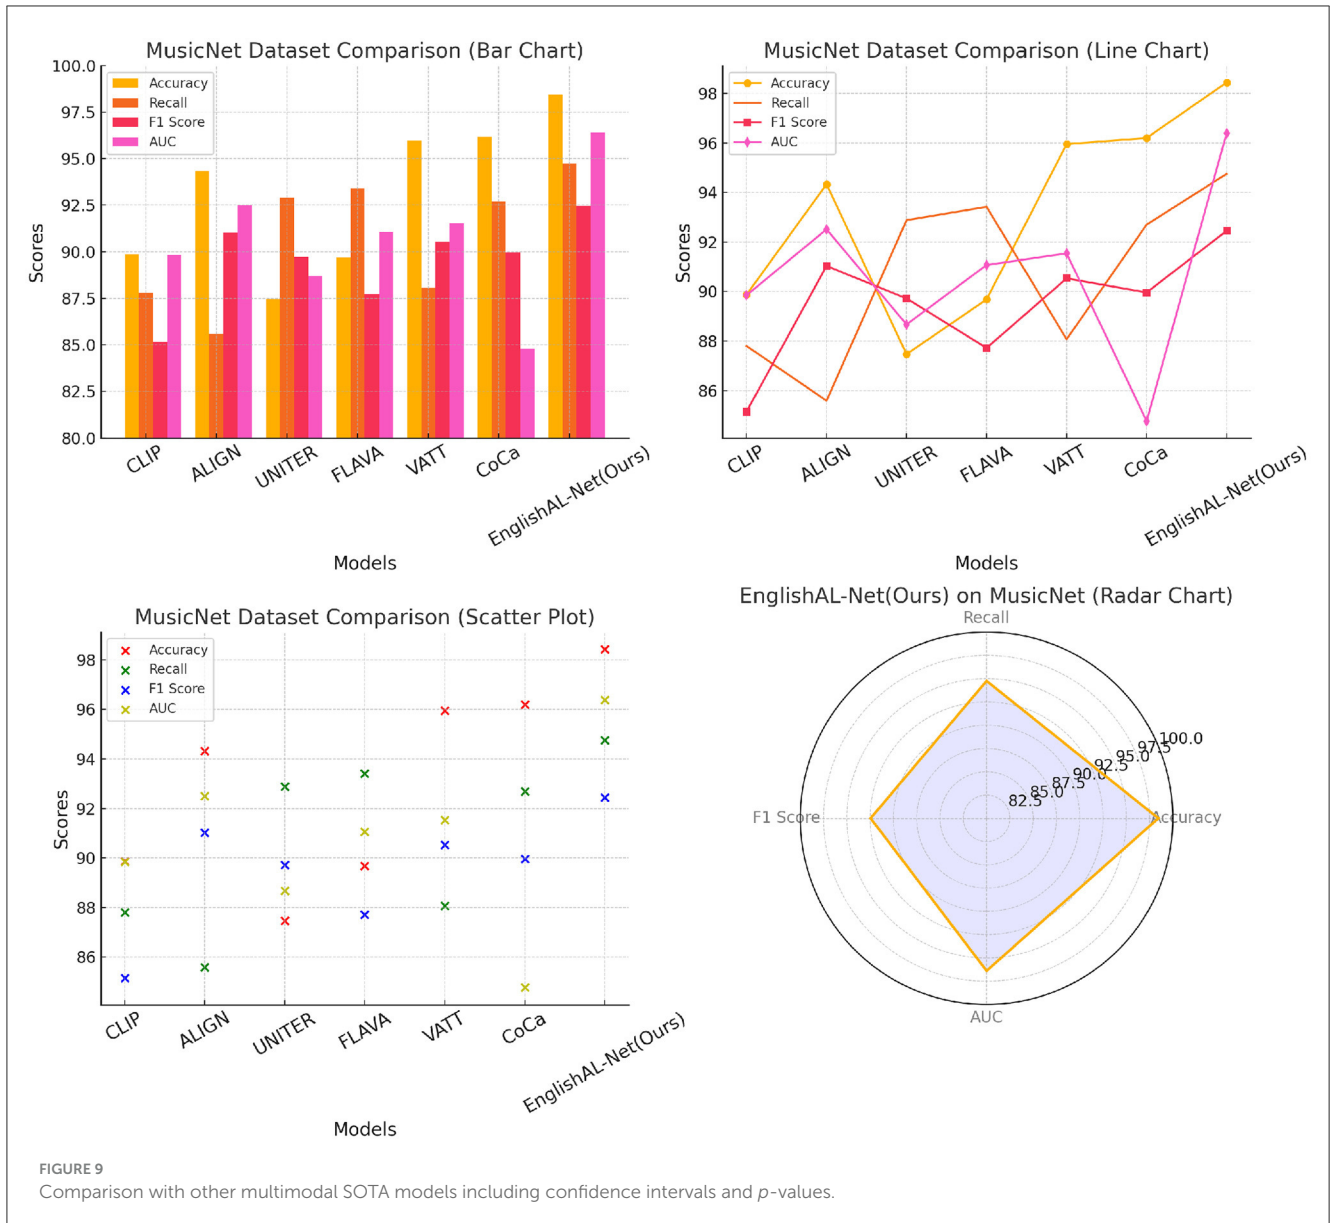 MusicNet Dataset Comparison (Bar Chart)
100.0
97.5
95.0
92.5
90.0
87.5
85.0
82.5
80.0
Scores
Accuracy
Recall
F1 Score
AUC
CLIP
ALIGN
UNITER
FLAVA
VATT
CoCa
EnglishAL-Net(Ours)
Models
MusicNet Dataset Comparison (Line Chart)
98
96
94
92
90
88
86
Scores
Accuracy
Recall
F1 Score
AUC
CLIP
ALIGN
UNITER
FLAVA
VATT
CoCa
EnglishAL-Net(Ours)
Models
MusicNet Dataset Comparison (Scatter Plot)
98
96
94
92
90
88
86
Scores
Accuracy
Recall
F1 Score
AUC
CLIP
ALIGN
UNITER
FLAVA
VATT
CoCa
EnglishAL-Net(Ours)
Models
EnglishAL-Net(Ours) on MusicNet (Radar Chart)
Recall
100.0
97.5
95.0
92.5
90.0
87.5
85.0
82.5
F1 Score
Accuracy
AUC
FIGURE 9
Comparison with other multimodal SOTA models including confidence intervals and p-values.